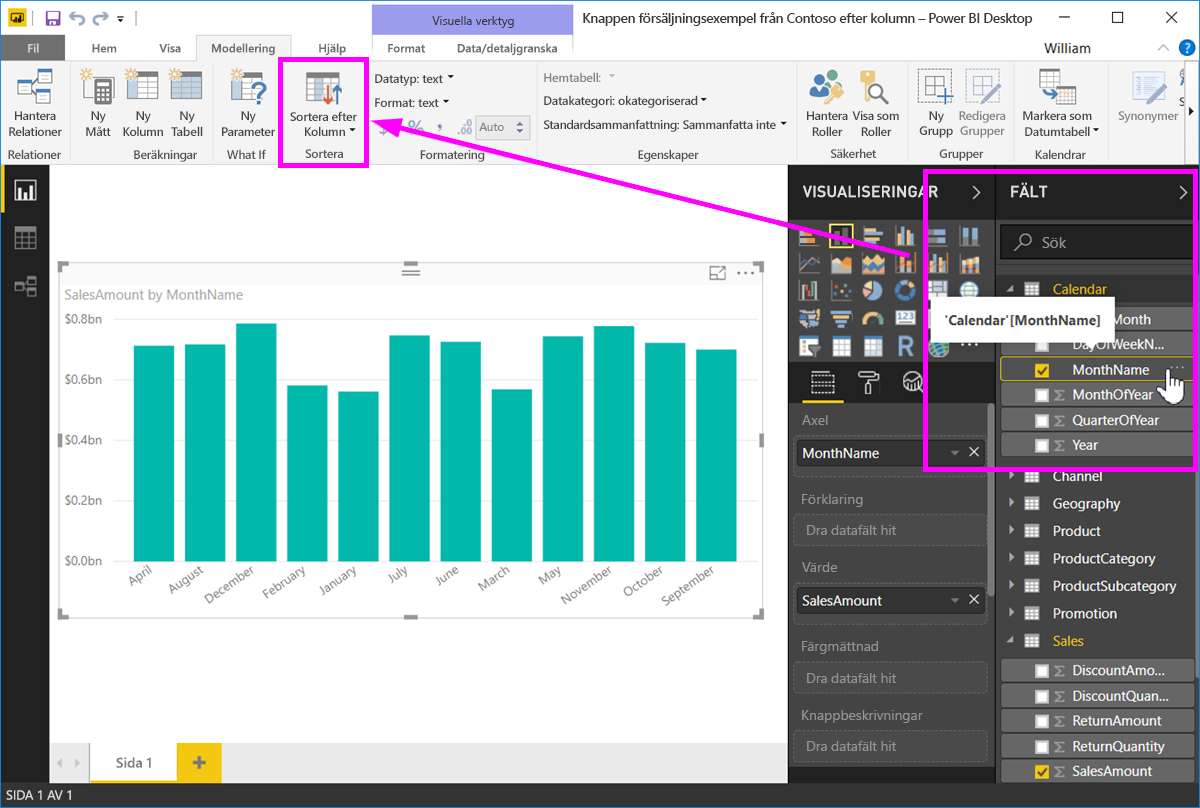 Visuella verktyg
Knappen försäljningsexempel från Contoso efter kolumn – Power BI Desktop
Fil
Hem
Visa
Modellering
Hjälp
Format
Data/detaljgranska
William
Hantera
Relationer
Relationer
Ny
Mått
Ny
Kolumn
Ny
Tabell
Beräkningar
Ny
Parameter
What If
Sortera efter
Kolumn
Sortera
Datatyp: text
Format: text
$ % , .00 Auto
Formatering
Hemtabell:
Datakategori: okategoriserad
Standardsammanfattning: Sammanfatta inte
Egenskaper
Hantera
Roller
Visa som
Roller
Säkerhet
Ny
Grupp
Redigera
Grupper
Grupper
Markera som
Datumtabell
Kalendrar
Synonymer
SalesAmount by MonthName
$0.8bn
$0.6bn
$0.4bn
$0.2bn
$0.0bn
April
August
December
February
January
July
June
March
May
November
October
September
VISUALISERINGAR
123
R
Axel
MonthName
Förklaring
Dra datafält hit
Värde
SalesAmount
Färgmättnad
Dra datafält hit
Knappbeskrivningar
Dra datafält hit
FÄLT
Sök
Calendar
'Calendar'[MonthName]
Month
DayOfWeekN...
MonthName
MonthOfYear
QuarterOfYear
Year
Channel
Geography
Product
ProductCategory
ProductSubcategory
Promotion
Sales
DiscountAmo...
DiscountQuan...
ReturnAmount
ReturnQuantity
SalesAmount
Sida 1
SIDA 1 AV 1